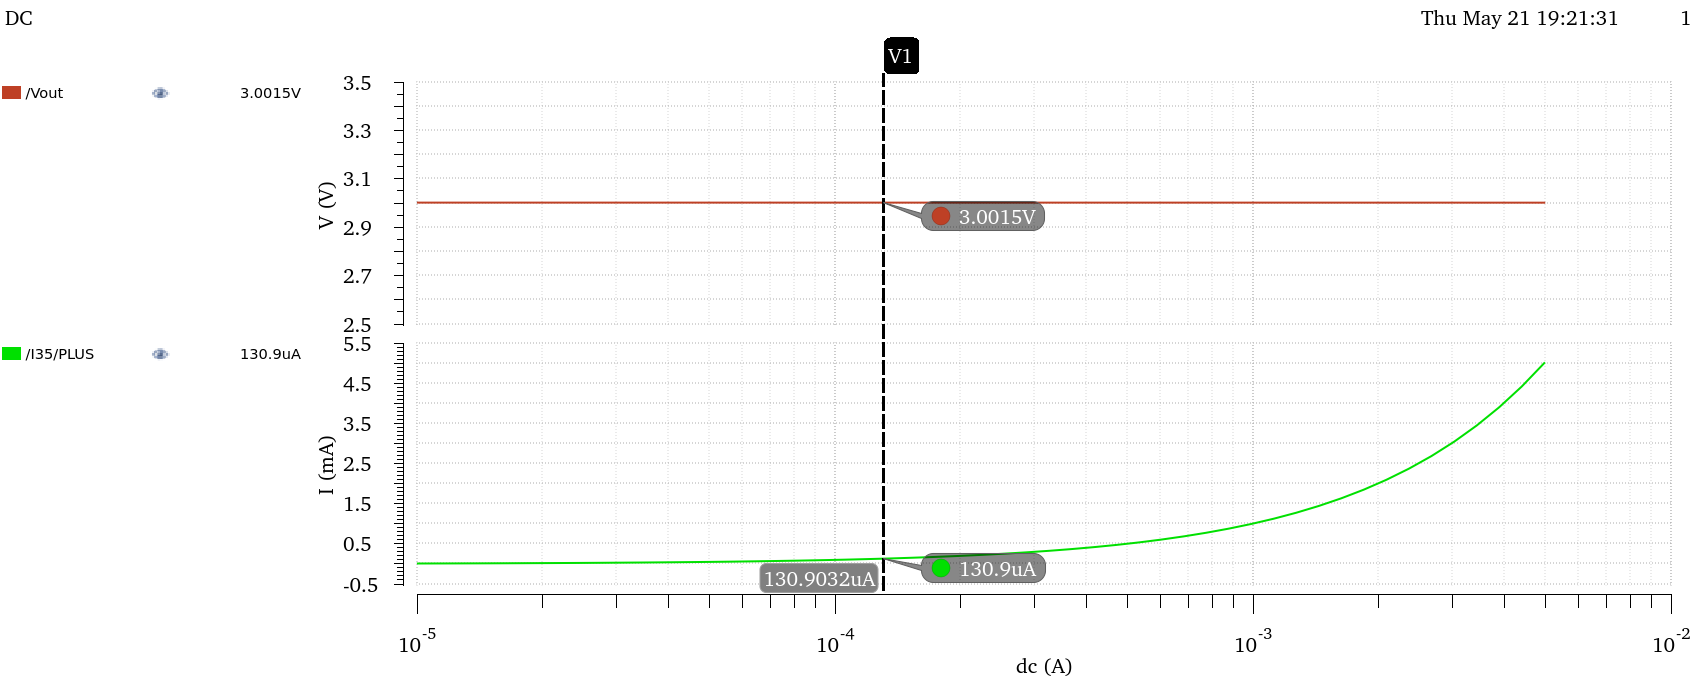 DC
Thu May 21 19:21:31 1
V1
/Vout 3.0015V
3.5
3.3
3.1
2.9
2.7
2.5
V (V)
3.0015V
/I35/PLUS 130.9uA
5.5
4.5
3.5
2.5
1.5
0.5
-0.5
I (mA)
130.9uA
130.9032uA
10-5 10-4 10-3 10-2
dc (A)